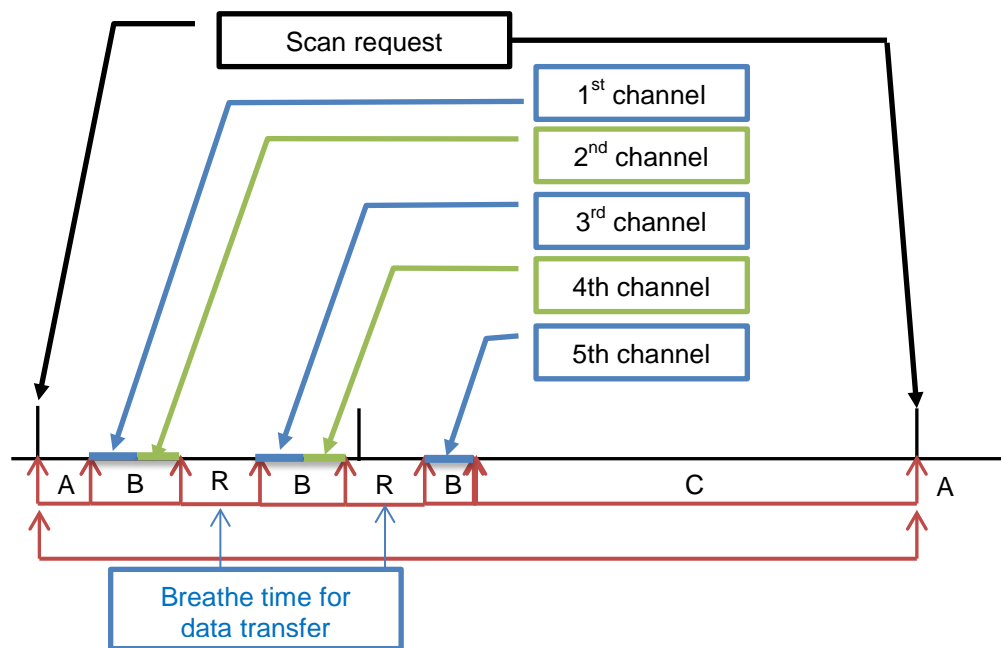 Scan request
1st channel
2nd channel
3rd channel
4th channel
5th channel
A B R B R B C A
Breathe time for
data transfer